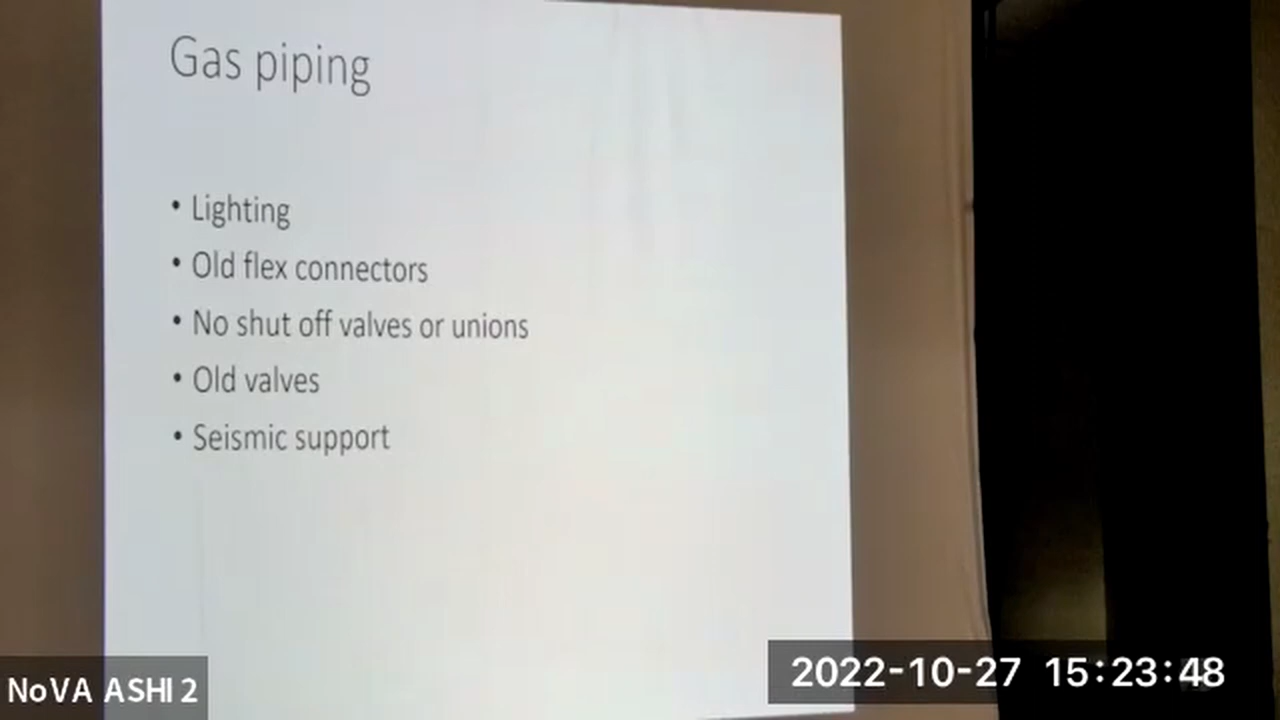 Gas piping
• Lighting
• Old flex connectors
• No shut off valves or unions
• Old valves
• Seismic support
NoVA ASHI 2
2022-10-27 15:23:48